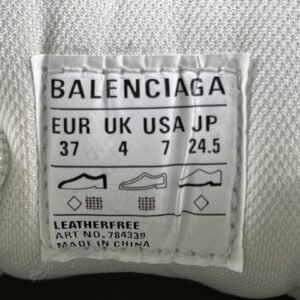 BALENCIAGA
EUR UK USA JP
37 4 7 24.5
LEATHERFREE
ART NO. 784339
MADE IN CHINA